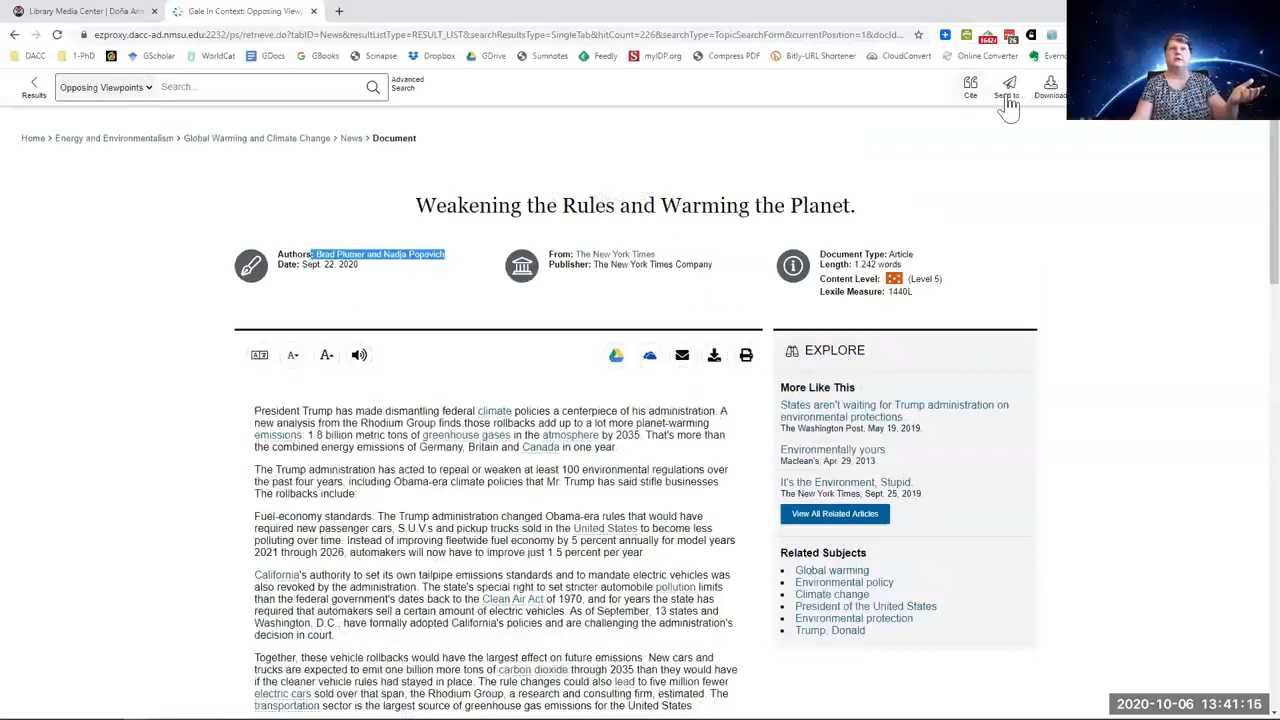 Library Media Center | Doña An
Gale In Context: Opposing View
ezproxy.dacc-ad.nmsu.edu:2232/ps/retrieve.do?tabID=News&resultListType=RESULT_LIST&searchResultsType=SingleTab&hitCount=226&searchType=TopicSearchForm&currentPosition=1&docId...
DACC 1-PhD GScholar WorldCat GDocs Gbooks Scinapse Dropbox GDrive Sumnotes Feedly myIDP.org Compress PDF Bitly-URL Shortener CloudConvert Online Converter Everno
Results
Opposing Viewpoints
Search...
Advanced
Search
Cite
Send to...
Download
Home > Energy and Environmentalism > Global Warming and Climate Change > News > Document
Weakening the Rules and Warming the Planet.
Authors: Brad Plumer and Nadja Popovich
Date: Sept. 22, 2020
From: The New York Times
Publisher: The New York Times Company
Document Type: Article
Length: 1,242 words
Content Level: (Level 5)
Lexile Measure: 1440L
A A
EXPLORE
President Trump has made dismantling federal climate policies a centerpiece of his administration. A
new analysis from the Rhodium Group finds those rollbacks add up to a lot more planet-warming
emissions: 1.8 billion metric tons of greenhouse gases in the atmosphere by 2035. That's more than
the combined energy emissions of Germany, Britain and Canada in one year.
The Trump administration has acted to repeal or weaken at least 100 environmental regulations over
the past four years, including Obama-era climate policies that Mr. Trump has said stifle businesses.
The rollbacks include:
Fuel-economy standards: The Trump administration changed Obama-era rules that would have
required new passenger cars, S.U.V.s and pickup trucks sold in the United States to become less
polluting over time. Instead of improving fleetwide fuel economy by 5 percent annually for model years
2021 through 2026, automakers will now have to improve just 1.5 percent per year.
California's authority to set its own tailpipe emissions standards and to mandate electric vehicles was
also revoked by the administration. The state's special right to set stricter automobile pollution limits
than the federal government's dates back to the Clean Air Act of 1970, and for years the state has
required that automakers sell a certain amount of electric vehicles. As of September, 13 states and
Washington, D.C., have formally adopted California's policies and are challenging the administration's
decision in court.
Together, these vehicle rollbacks would have the largest effect on future emissions. New cars and
trucks are expected to emit one billion more tons of carbon dioxide through 2035 than they would have
if the cleaner vehicle rules had stayed in place. The rule changes could also lead to five million fewer
electric cars sold over that span, the Rhodium Group, a research and consulting firm, estimated. The
transportation sector is the largest source of greenhouse gas emissions for the United States.
More Like This
States aren't waiting for Trump administration on
environmental protections
The Washington Post. May 19, 2019.
Environmentally yours
Maclean's, Apr. 29, 2013.
It's the Environment, Stupid.
The New York Times, Sept. 25, 2019.
View All Related Articles
Related Subjects
Global warming
Environmental policy
Climate change
President of the United States
Environmental protection
Trump, Donald
2020-10-06 13:41:15